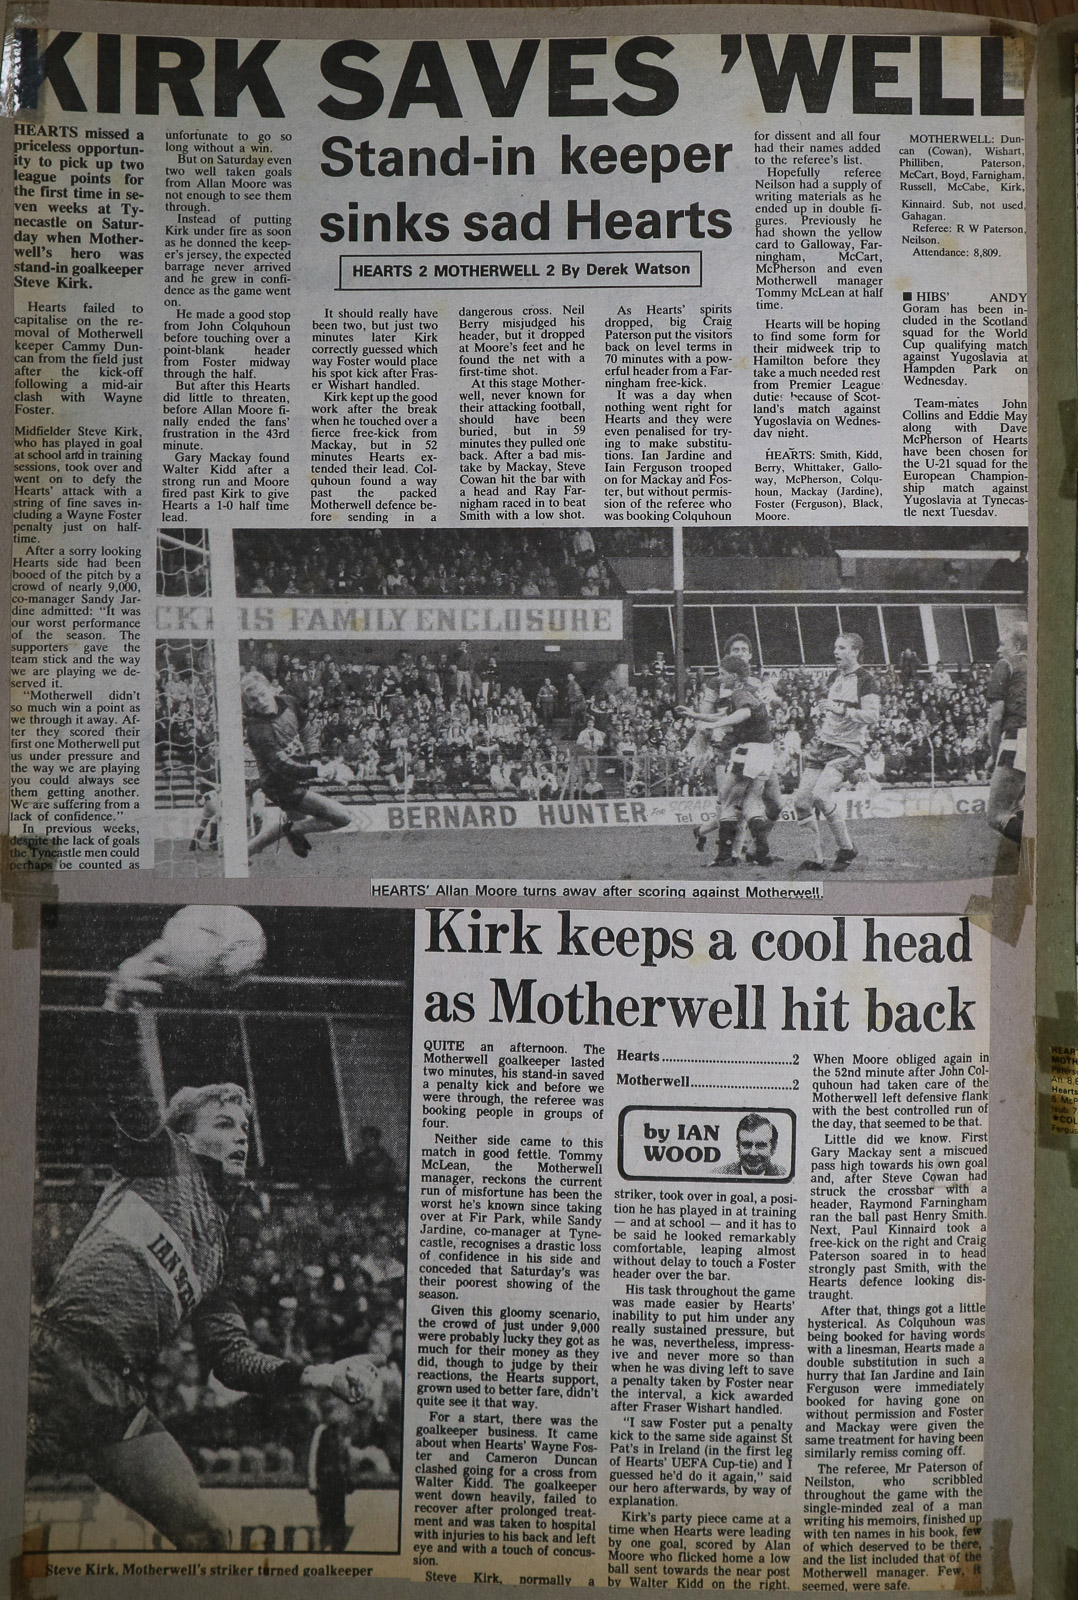 KIRK SAVES 'WELL
Stand-in keeper
sinks sad Hearts
HEARTS 2 MOTHERWELL 2 By Derek Watson
HEARTS missed a
priceless opportun-
ity to pick up two
league points for
the first time in se-
ven weeks at Ty-
necastle on Satur-
day when Mother-
well's hero was
stand-in goalkeeper
Steve Kirk.
Hearts failed to
capitalise on the re-
moval of Motherwell
keeper Cammy Dun-
can from the field just
after the kick-off
following a mid-air
clash with Wayne
Foster.
Midfielder Steve Kirk,
who has played in goal
at school and in training
sessions, took over and
went on to defy the
Hearts' attack with a
string of fine saves in-
cluding a Wayne Foster
penalty just on half-
time.
After a sorry looking
Hearts side had been
booed of the pitch by a
crowd of nearly 9,000,
co-manager Sandy Jar-
dine admitted: "It was
our worst performance
of the season. The
supporters gave the
team stick and the way
we are playing we de-
served it.
"Motherwell didn't
so much win a point as
we through it away. Af-
ter they scored their
first one Motherwell put
us under pressure and
the way we are playing
you could always see
them getting another.
We are suffering from a
lack of confidence."
In previous weeks,
despite the lack of goals
the Tyncastle men could
perhaps be counted as
unfortunate to go so
long without a win.
But on Saturday even
two well taken goals
from Allan Moore was
not enough to see them
through.
Instead of putting
Kirk under fire as soon
as he donned the keep-
er's jersey, the expected
barrage never arrived
and he grew in confi-
dence as the game went
on.
He made a good stop
from John Colquhoun
before touching over a
point-blank header
from Foster midway
through the half.
But after this Hearts
did little to threaten,
before Allan Moore fi-
nally ended the fans'
frustration in the 43rd
minute.
Gary Mackay found
Walter Kidd after a
strong run and Moore
fired past Kirk to give
Hearts a 1-0 half time
lead.
It should really have
been two, but just two
minutes later Kirk
correctly guessed which
way Foster would place
his spot kick after Fras-
er Wishart handled.
Kirk kept up the good
work after the break
when he touched over a
fierce free-kick from
Mackay, but in 52
minutes Hearts ex-
tended their lead. Col-
quhoun found a way
past the packed
Motherwell defence be-
fore sending in a
dangerous cross. Neil
Berry misjudged his
header, but it dropped
at Moore's feet and he
found the net with a
first-time shot.
At this stage Mother-
well, never known for
their attacking football,
should have been
buried, but in 59
minutes they pulled one
back. After a bad mis-
take by Mackay, Steve
Cowan hit the bar with
a head and Ray Far-
nigham raced in to beat
Smith with a low shot.
As Hearts' spirits
dropped, big Craig
Paterson put the visitors
back on level terms in
70 minutes with a pow-
erful header from a Far-
ningham free-kick.
It was a day when
nothing went right for
Hearts and they were
even penalised for try-
ing to make substitu-
tions. Ian Jardine and
Iain Ferguson trooped
on for Mackay and Fos-
ter, but without permis-
sion of the referee who
was booking Colquhoun
for dissent and all four
had their names added
to the referee's list.
Hopefully referee
Neilson had a supply of
writing materials as he
ended up in double fi-
gures. Previously he
had shown the yellow
card to Galloway, Far-
ningham, McCart,
McPherson and even
Motherwell manager
Tommy McLean at half
time.
Hearts will be hoping
to find some form for
their midweek trip to
Hamilton before they
take a much needed rest
from Premier League
duties because of Scot-
land's match against
Yugoslavia on Wednes-
day night.
HEARTS: Smith, Kidd,
Berry, Whittaker, Gallo-
way, McPherson, Colqu-
houn, Mackay (Jardine),
Foster (Ferguson), Black,
Moore.
MOTHERWELL: Dun-
can (Cowan), Wishart,
Philliben, Paterson,
McCart, Boyd, Farnigham,
Russell, McCabe, Kirk,
Kinnaird. Sub, not used,
Gahagan.
Referee: R W Paterson,
Neilson.
Attendance: 8,809.
■ HIBS' ANDY
Goram has been in-
cluded in the Scotland
squad for the World
Cup qualifying match
against Yugoslavia at
Hampden Park on
Wednesday.
Team-mates John
Collins and Eddie May
along with Dave
McPherson of Hearts
have been chosen for
the U-21 squad for the
European Champion-
ship match against
Yugoslavia at Tynecas-
tle next Tuesday.
FAMILY ENCLOSURE
BERNARD HUNTER
Tel
It's
HEARTS' Allan Moore turns away after scoring against Motherwell.
Kirk keeps a cool head
as Motherwell hit back
Steve Kirk, Motherwell's striker turned goalkeeper
QUITE an afternoon. The
Motherwell goalkeeper lasted
two minutes, his stand-in saved
a penalty kick and before we
were through, the referee was
booking people in groups of
four.
Neither side came to this
match in good fettle. Tommy
McLean, the Motherwell
manager, reckons the current
run of misfortune has been the
worst he's known since taking
over at Fir Park, while Sandy
Jardine, co-manager at Tyne-
castle, recognises a drastic loss
of confidence in his side and
conceded that Saturday's was
their poorest showing of the
season.
Given this gloomy scenario,
the crowd of just under 9,000
were probably lucky they got as
much for their money as they
did, though to judge by their
reactions, the Hearts support,
grown used to better fare, didn't
quite see it that way.
For a start, there was the
goalkeeper business. It came
about when Hearts' Wayne Fos-
ter and Cameron Duncan
clashed going for a cross from
Walter Kidd. The goalkeeper
went down heavily, failed to
recover after prolonged treat-
ment and was taken to hospital
with injuries to his back and left
eye and with a touch of concus-
sion.
Steve Kirk, normally a
Hearts..............................2
Motherwell.......................2
by IAN
WOOD
striker, took over in goal, a posi-
tion he has played in at training
— and at school — and it has to
be said he looked remarkably
comfortable, leaping almost
without delay to touch a Foster
header over the bar.
His task throughout the game
was made easier by Hearts'
inability to put him under any
really sustained pressure, but
he was, nevertheless, impress-
ive and never more so than
when he was diving left to save
a penalty taken by Foster near
the interval, a kick awarded
after Fraser Wishart handled.
"I saw Foster put a penalty
kick to the same side against St
Pat's in Ireland (in the first leg
of Hearts' UEFA Cup-tie) and I
guessed he'd do it again," said
our hero afterwards, by way of
explanation.
Kirk's party piece came at a
time when Hearts were leading
by one goal, scored by Alan
Moore who flicked home a low
ball sent towards the near post
by Walter Kidd on the right.
When Moore obliged again in
the 52nd minute after John Col-
quhoun had taken care of the
Motherwell left defensive flank
with the best controlled run of
the day, that seemed to be that.
Little did we know. First
Gary Mackay sent a miscued
pass high towards his own goal
and, after Steve Cowan had
struck the crossbar with a
header, Raymond Farningham
ran the ball past Henry Smith.
Next, Paul Kinnaird took a
free-kick on the right and Craig
Paterson soared in to head
strongly past Smith, with the
Hearts defence looking dis-
traught.
After that, things got a little
hysterical. As Colquhoun was
being booked for having words
with a linesman, Hearts made a
double substitution in such a
hurry that Ian Jardine and Iain
Ferguson were immediately
booked for having gone on
without permission and Foster
and Mackay were given the
same treatment for having been
similarly remiss coming off.
The referee, Mr Paterson of
Neilston, who scribbled
throughout the game with the
single-minded zeal of a man
writing his memoirs, finished up
with ten names in his book, few
of which deserved to be there,
and the list included that of the
Motherwell manager. Few, it
seemed, were safe.